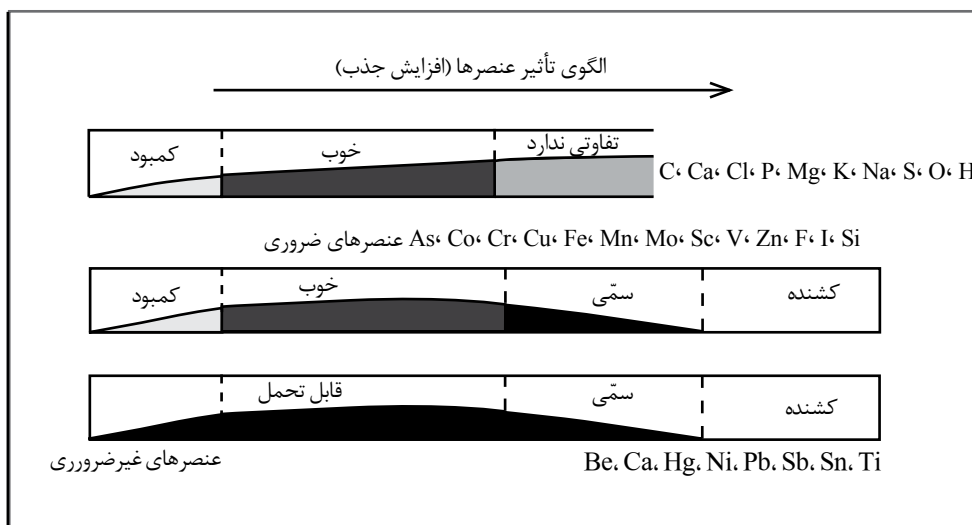 الگوی تأثیر عنصرها (افزایش جذب)
کمبود خوب تفاوتی ندارد
C، Ca، Cl، P، Mg، K، Na، S، O، H
عنصرهای ضروری As، Co، Cr، Cu، Fe، Mn، Mo، Sc، V، Zn، F، I، Si
کمبود خوب سمّی کشنده
قابل تحمل سمّی کشنده
عنصرهای غیرضرورری Be، Ca، Hg، Ni، Pb، Sb، Sn، Ti